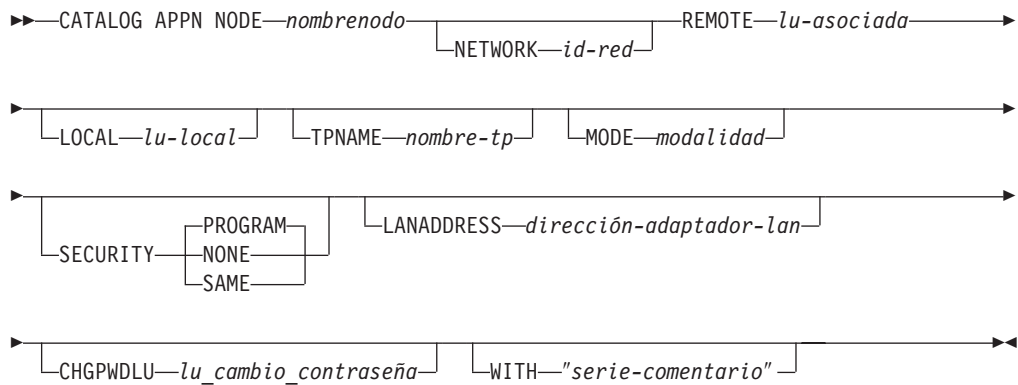 CATALOG APPN NODE nombrenodo NETWORK id-red REMOTE lu-asociada
LOCAL lu-local TPNAME nombre-tp MODE modalidad
SECURITY PROGRAM NONE SAME LANADDRESS dirección-adaptador-lan
CHGPWDLU lu_cambio_contraseña WITH "serie-comentario"